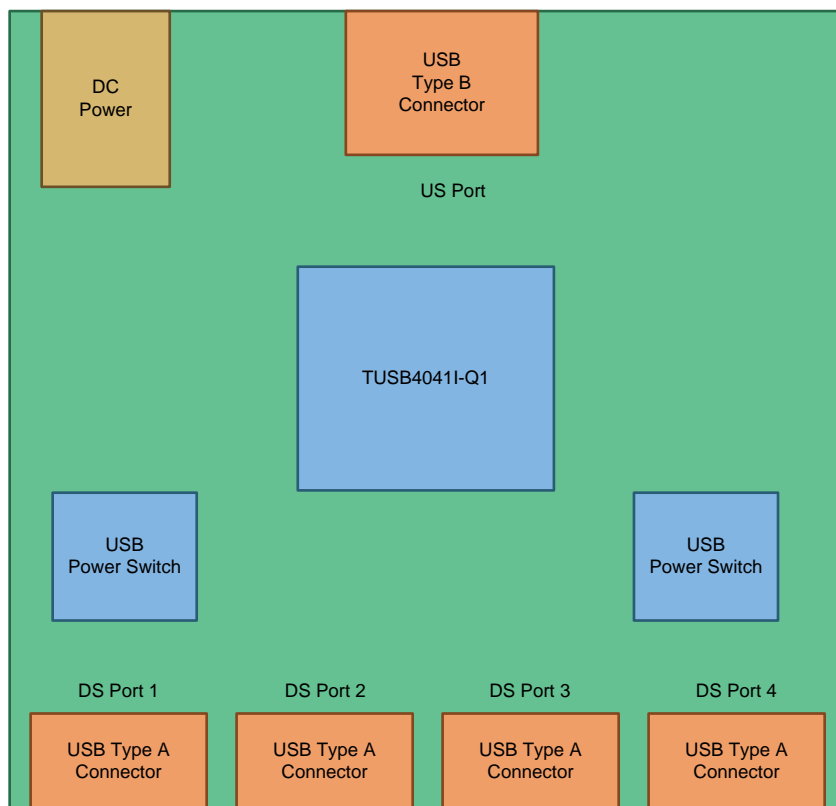 DC
Power
USB
Type B
Connector
US Port
TUSB4041I-Q1
USB
Power Switch
USB
Power Switch
DS Port 1
DS Port 2
DS Port 3
DS Port 4
USB Type A
Connector
USB Type A
Connector
USB Type A
Connector
USB Type A
Connector